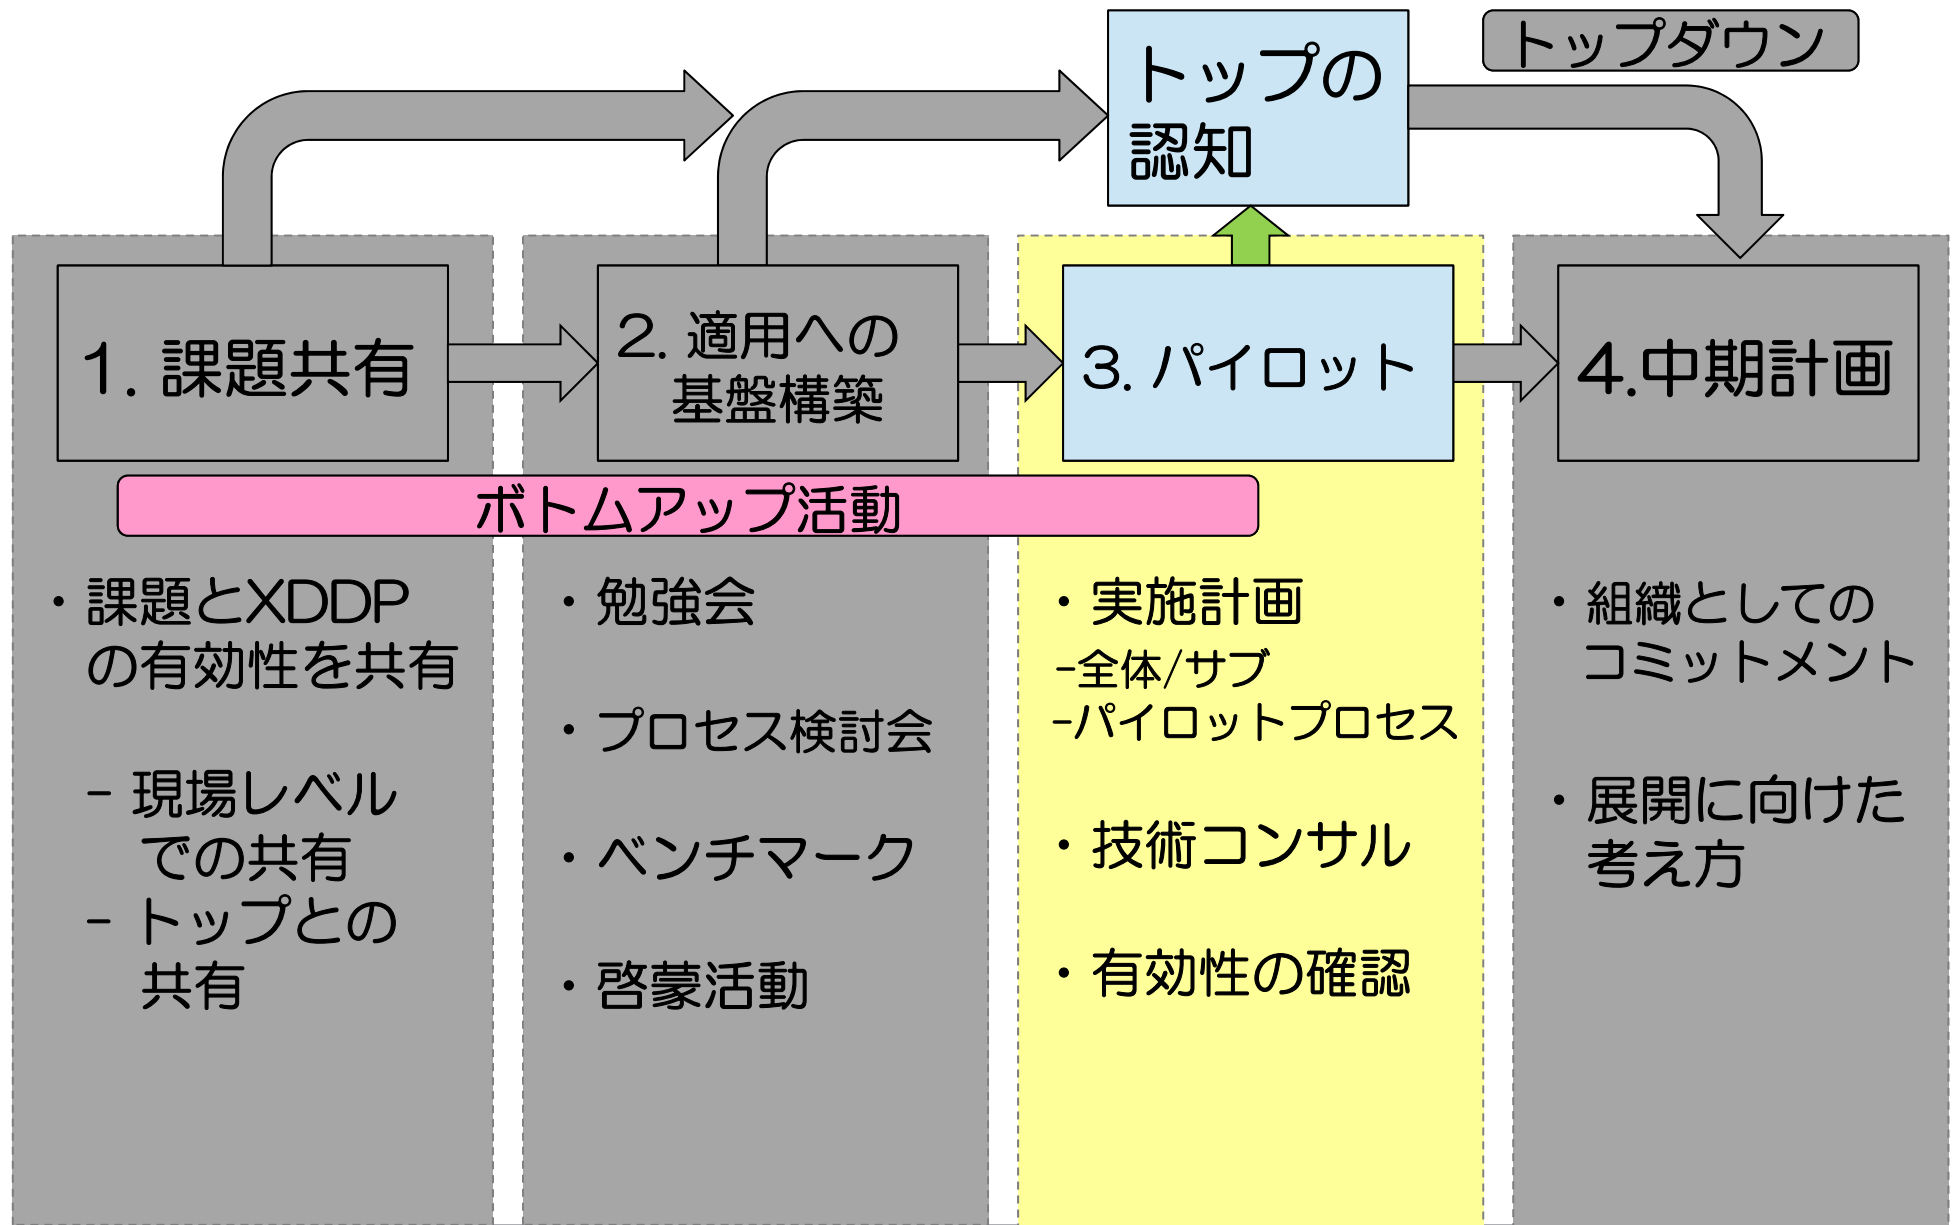 トップダウン
トップの
認知
1. 課題共有
2. 適用への
基盤構築
3. パイロット
4.中期計画
ボトムアップ活動
・課題とXDDP
の有効性を共有
- 現場レベル
での共有
- トップとの
共有
・勉強会
・プロセス検討会
・ベンチマーク
・啓蒙活動
・実施計画
-全体/サブ
-パイロットプロセス
・技術コンサル
・有効性の確認
・組織としての
コミットメント
・展開に向けた
考え方